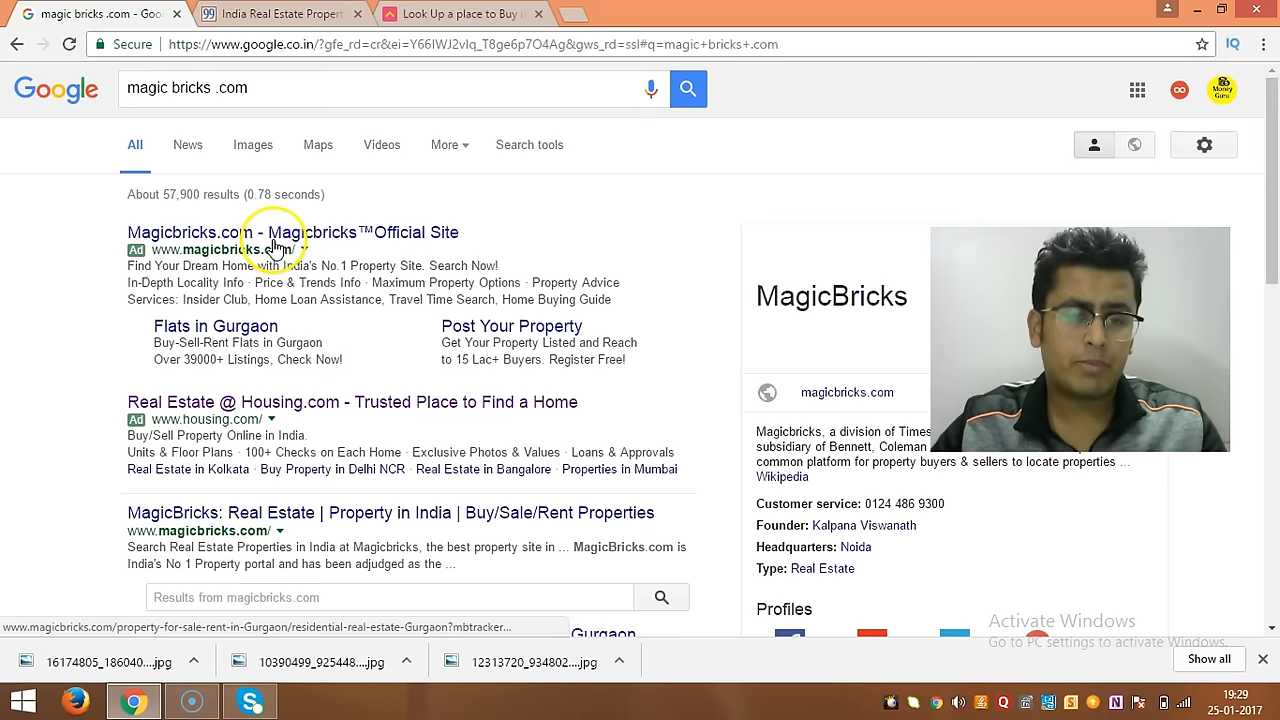 magic bricks .com - Goo
India Real Estate Propert
Look Up a place to Buy
Secure
https://www.google.co.in/?gfe_rd=cr&ei=Y66IWJ2vIq_T8ge6p7O4Ag&gws_rd=ssl#q=magic+bricks+.com
IQ
Google
magic bricks .com
Money
Guru
All
News
Images
Maps
Videos
More
Search tools
About 57,900 results (0.78 seconds)
Magicbricks.com - Magicbricks™Official Site
Ad www.magicbricks.com/
Find Your Dream Home with India's No.1 Property Site. Search Now!
In-Depth Locality Info · Price & Trends Info · Maximum Property Options · Property Advice
Services: Insider Club, Home Loan Assistance, Travel Time Search, Home Buying Guide
Flats in Gurgaon
Buy-Sell-Rent Flats in Gurgaon
Over 39000+ Listings, Check Now!
Post Your Property
Get Your Property Listed and Reach
to 15 Lac+ Buyers. Register Free!
Real Estate @ Housing.com - Trusted Place to Find a Home
Ad www.housing.com/
Buy/Sell Property Online in India.
Units & Floor Plans · 100+ Checks on Each Home · Exclusive Photos & Values · Loans & Approvals
Real Estate in Kolkata · Buy Property in Delhi NCR · Real Estate in Bangalore · Properties in Mumbai
MagicBricks: Real Estate | Property in India | Buy/Sale/Rent Properties
www.magicbricks.com/
Search Real Estate Properties in India at Magicbricks, the best property site in ... MagicBricks.com is
India's No 1 Property portal and has been adjudged as the ...
Results from magicbricks.com
Gurgaon
www.magicbricks.com/property-for-sale-rent-in-Gurgaon/residential-real-estate-Gurgaon?mbtracker...
MagicBricks
magicbricks.com
Magicbricks, a division of Times
subsidiary of Bennett, Coleman
common platform for property buyers & sellers to locate properties ...
Wikipedia
Customer service: 0124 486 9300
Founder: Kalpana Viswanath
Headquarters: Noida
Type: Real Estate
Profiles
Activate Windows
Go to PC settings to activate Windows.
16174805_186040....jpg
10390499_925448....jpg
12313720_934802....jpg
Show all
19:29
25-01-2017